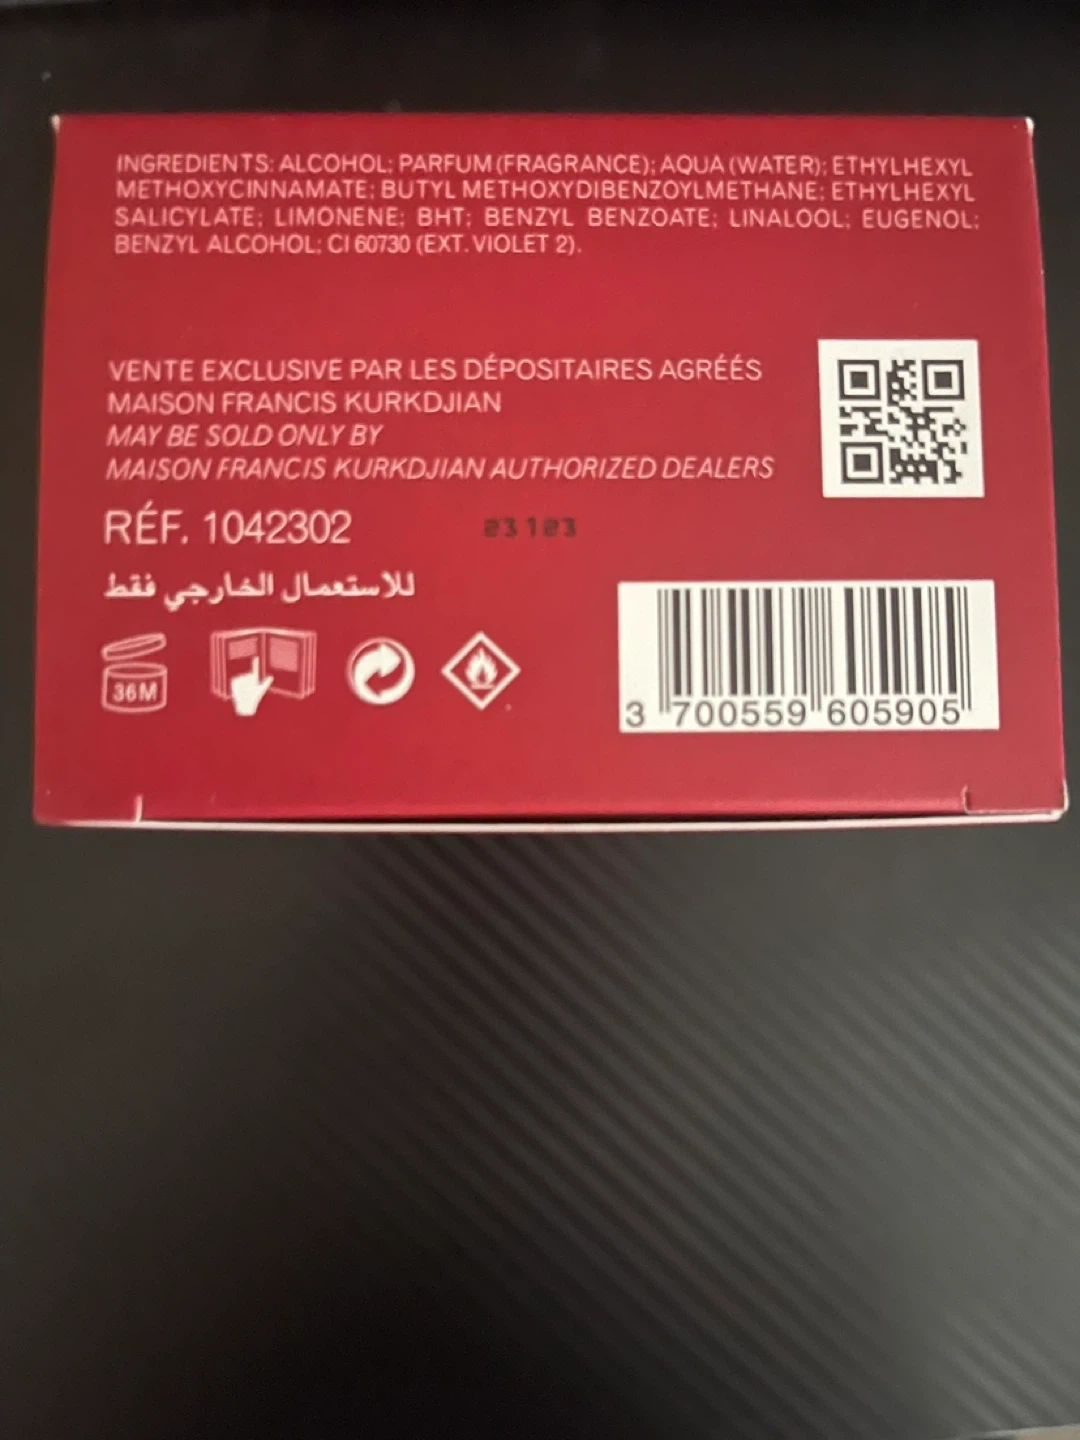 INGREDIENTS: ALCOHOL; PARFUM (FRAGRANCE); AQUA (WATER); ETHYLHEXYL
METHOXYCINNAMATE; BUTYL METHOXYDIBENZOYLMETHANE; ETHYLHEXYL
SALICYLATE; LIMONENE; BHT; BENZYL BENZOATE; LINALOOL; EUGENOL;
BENZYL ALCOHOL; CI 60730 (EXT. VIOLET 2).
VENTE EXCLUSIVE PAR LES DÉPOSITAIRES AGRÉÉS
MAISON FRANCIS KURKDJIAN
MAY BE SOLD ONLY BY
MAISON FRANCIS KURKDJIAN AUTHORIZED DEALERS
RÉF. 1042302
للاستعمال الخارجي فقط
36M
3 700559 605905